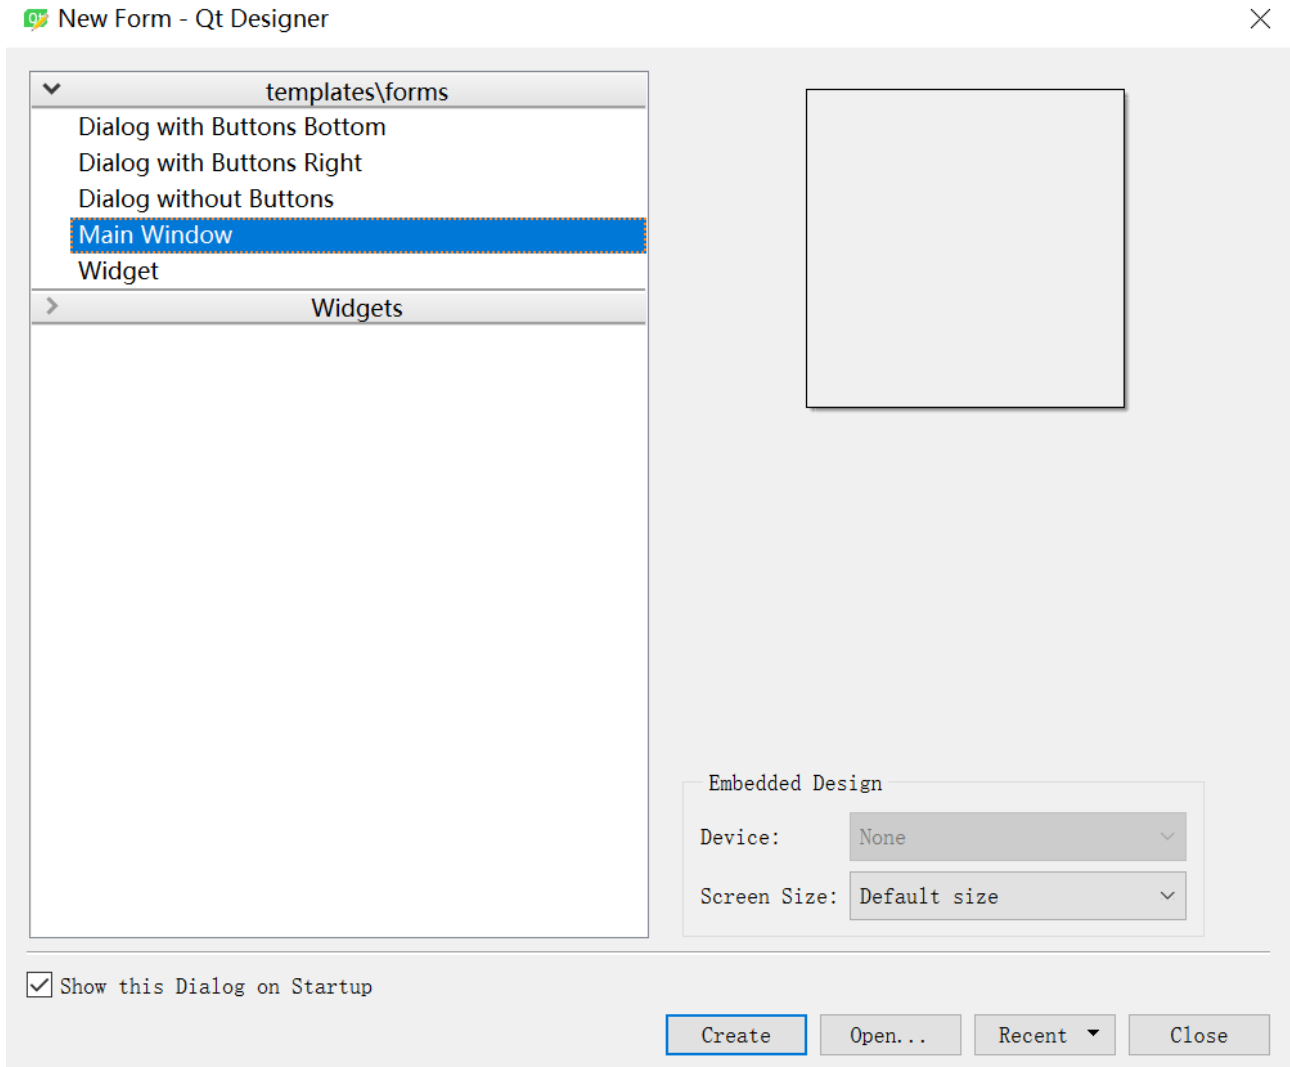 New Form - Qt Designer
templates\forms
Dialog with Buttons Bottom
Dialog with Buttons Right
Dialog without Buttons
Main Window
Widget
Widgets
Embedded Design
Device: None
Screen Size: Default size
Show this Dialog on Startup
Create Open... Recent Close